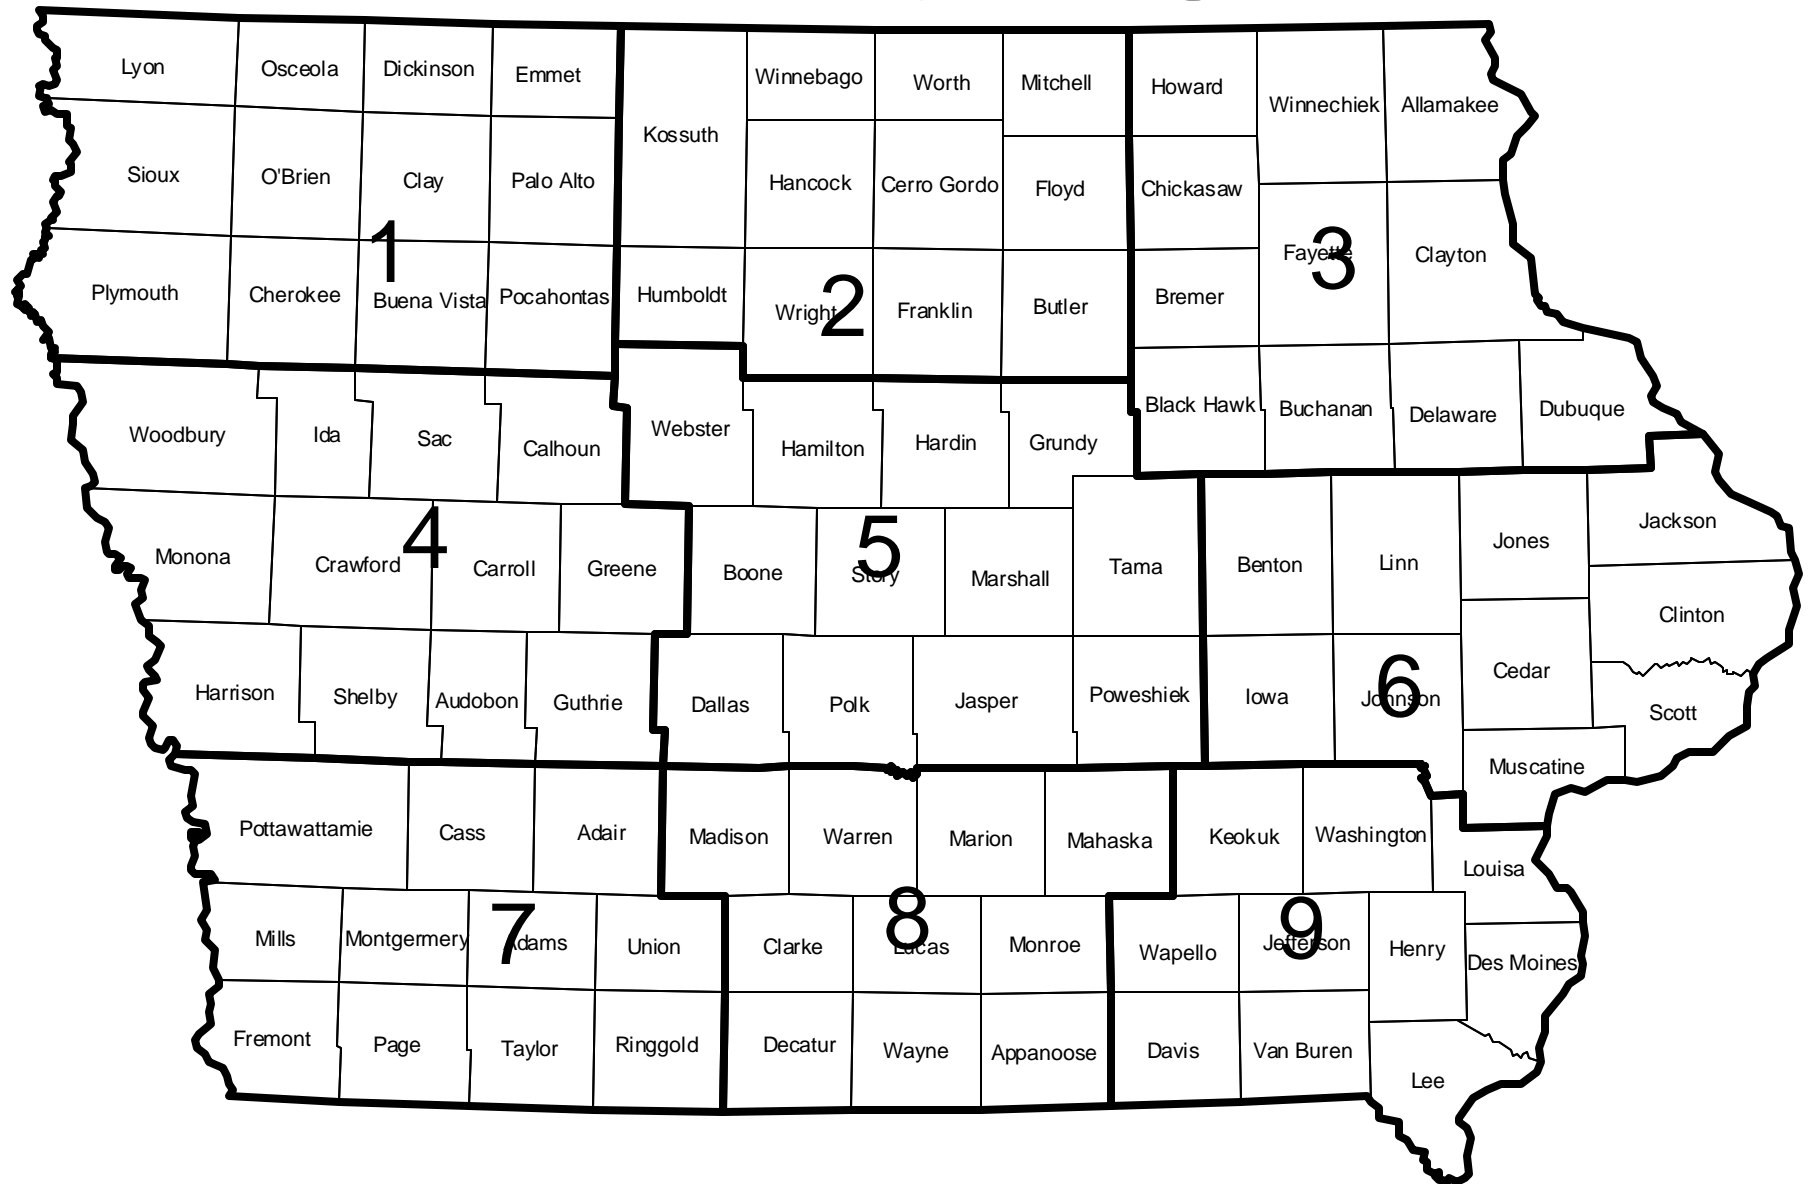 Lyon
Osceola
Dickinson
Emmet
Kossuth
Winnebago
Worth
Mitchell
Howard
Winnechiek
Allamakee
Sioux
O'Brien
Clay
Palo Alto
Hancock
Cerro Gordo
Floyd
Chickasaw
1
2
3
Fayette
Clayton
Plymouth
Cherokee
Buena Vista
Pocahontas
Humboldt
Wright
Franklin
Butler
Bremer
Woodbury
Ida
Sac
Calhoun
Webster
Hamilton
Hardin
Grundy
Black Hawk
Buchanan
Delaware
Dubuque
4
5
Monona
Crawford
Carroll
Greene
Boone
Story
Marshall
Tama
Benton
Linn
Jones
Jackson
Clinton
6
Harrison
Shelby
Audobon
Guthrie
Dallas
Polk
Jasper
Poweshiek
Iowa
Johnson
Cedar
Scott
Muscatine
Pottawattamie
Cass
Adair
Madison
Warren
Marion
Mahaska
Keokuk
Washington
Louisa
7
8
9
Mills
Montgermery
Adams
Union
Clarke
Lucas
Monroe
Wapello
Jefferson
Henry
Des Moines
Fremont
Page
Taylor
Ringgold
Decatur
Wayne
Appanoose
Davis
Van Buren
Lee